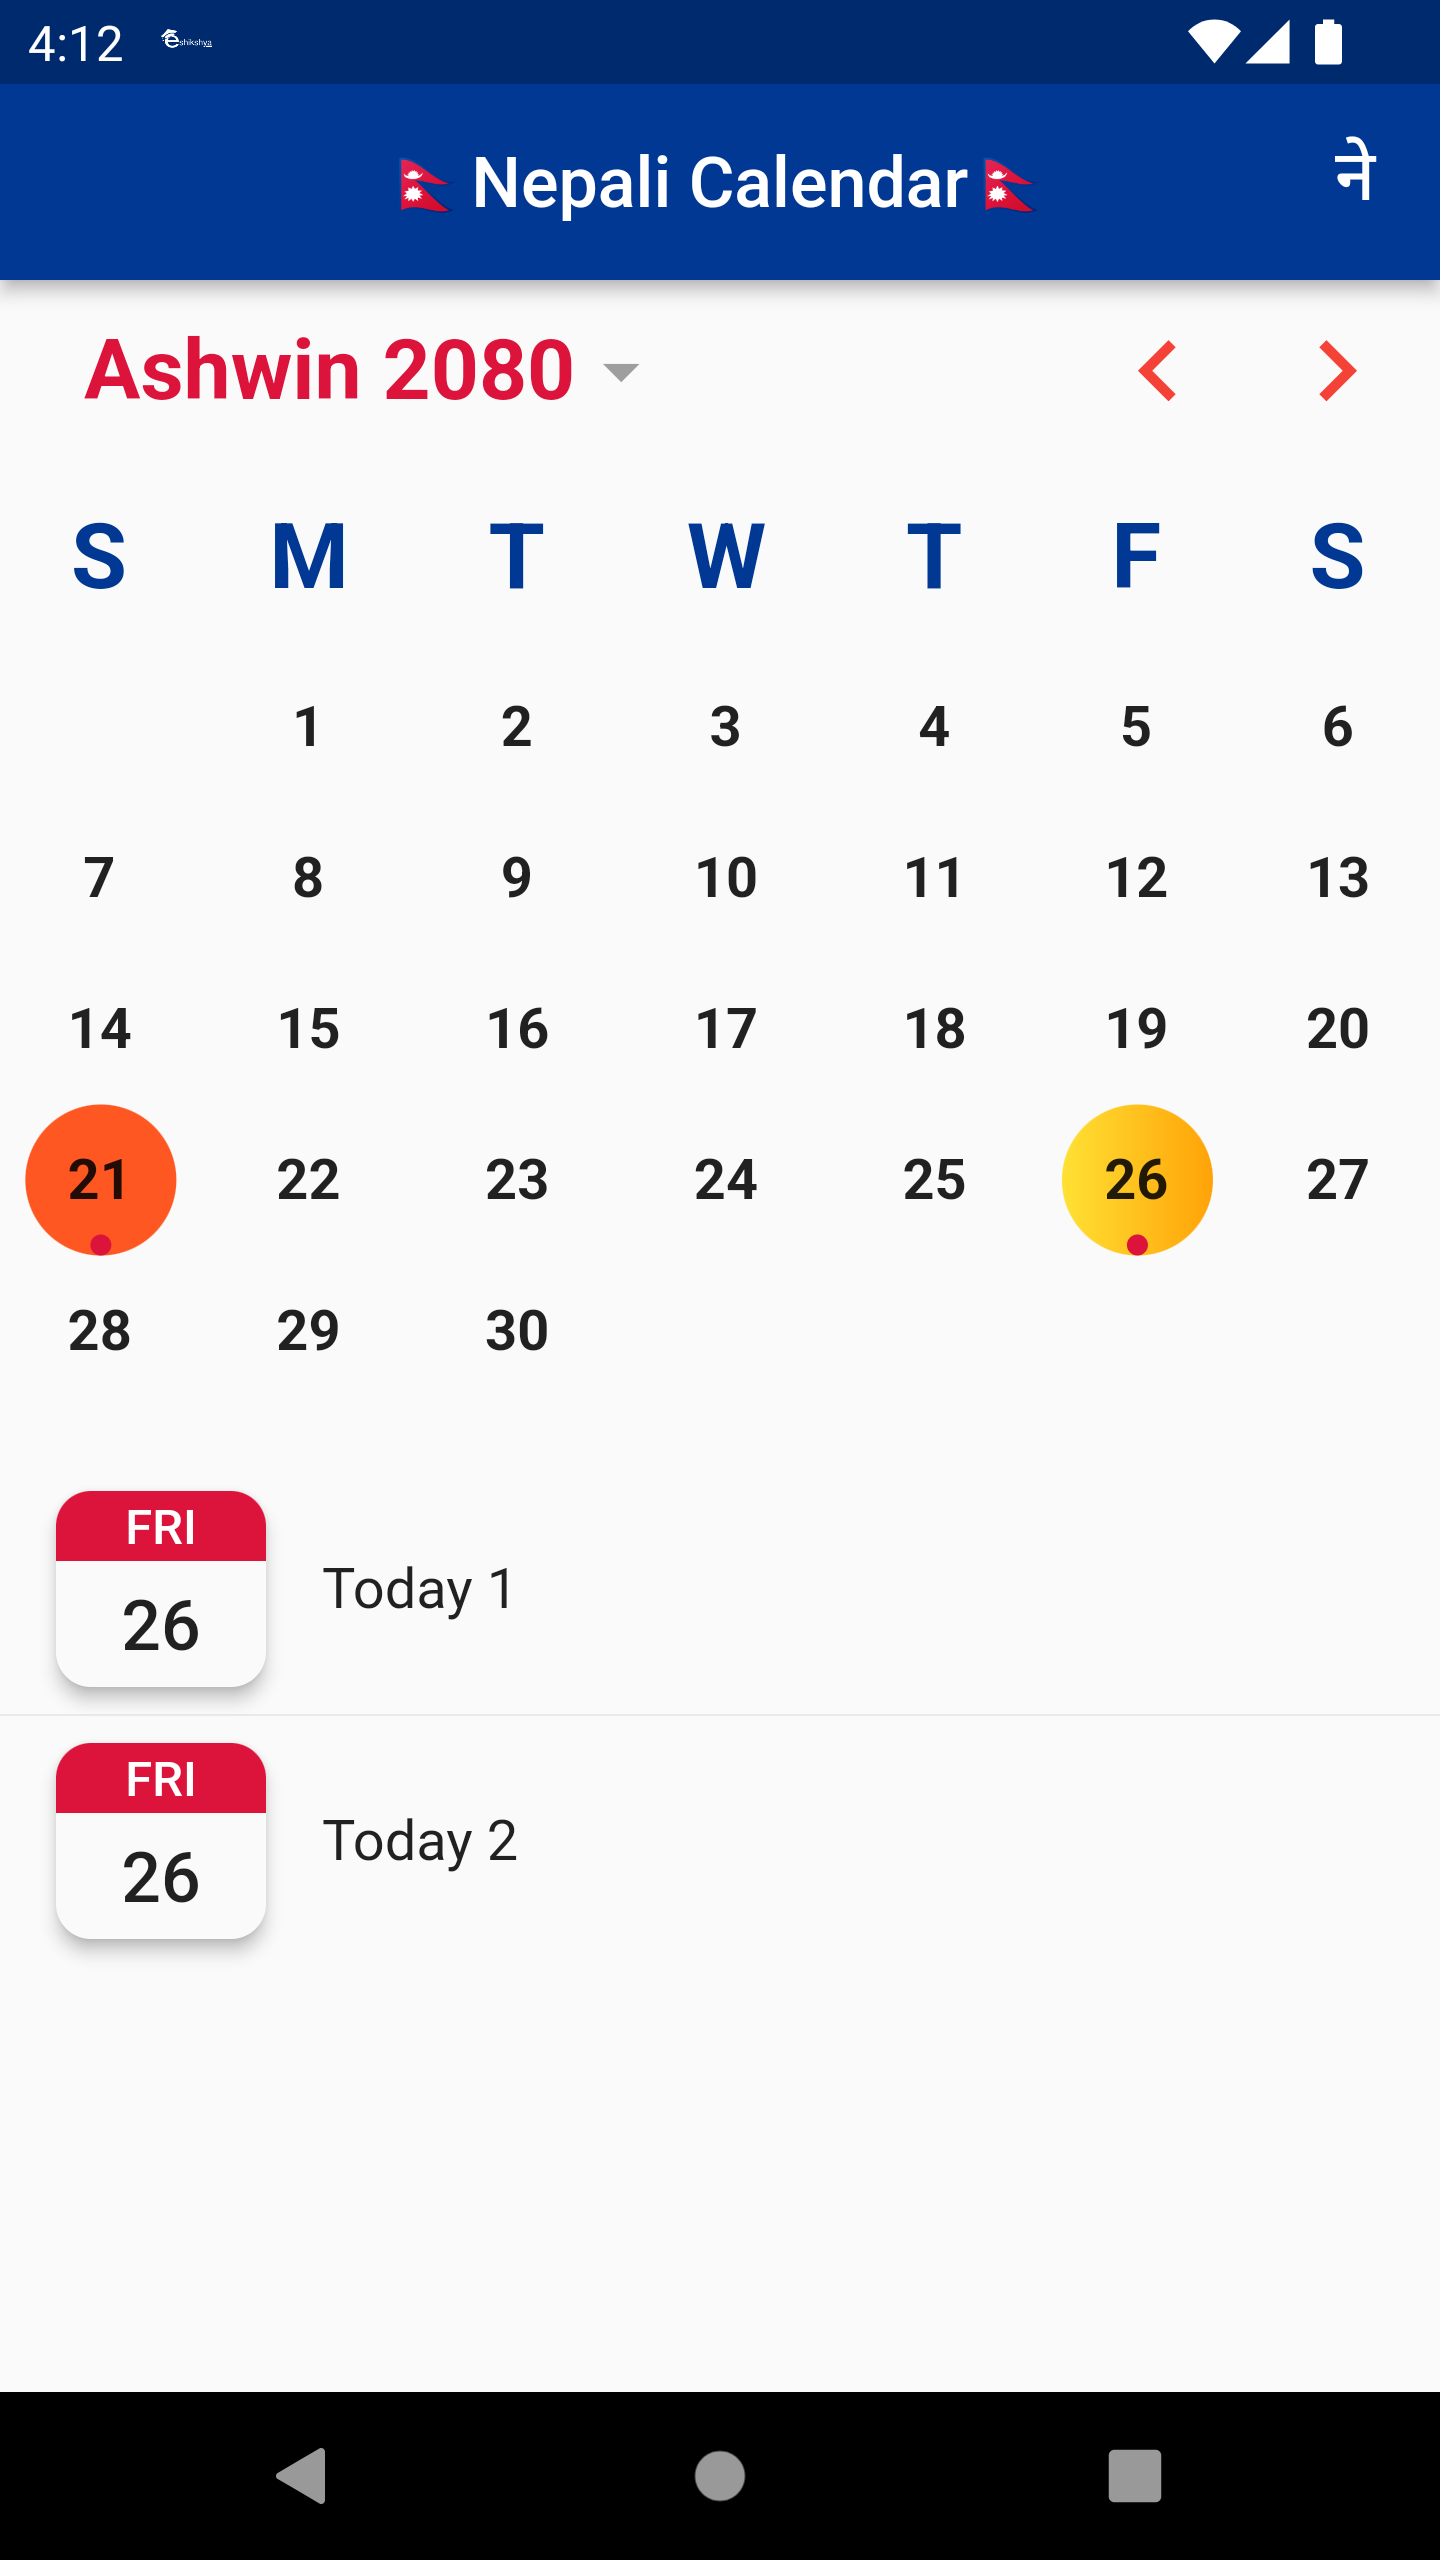 4:12 eshikshya
Nepali Calendar ने
Ashwin 2080
S M T W T F S
1 2 3 4 5 6
7 8 9 10 11 12 13
14 15 16 17 18 19 20
21 22 23 24 25 26 27
28 29 30
FRI
26 Today 1
FRI
26 Today 2